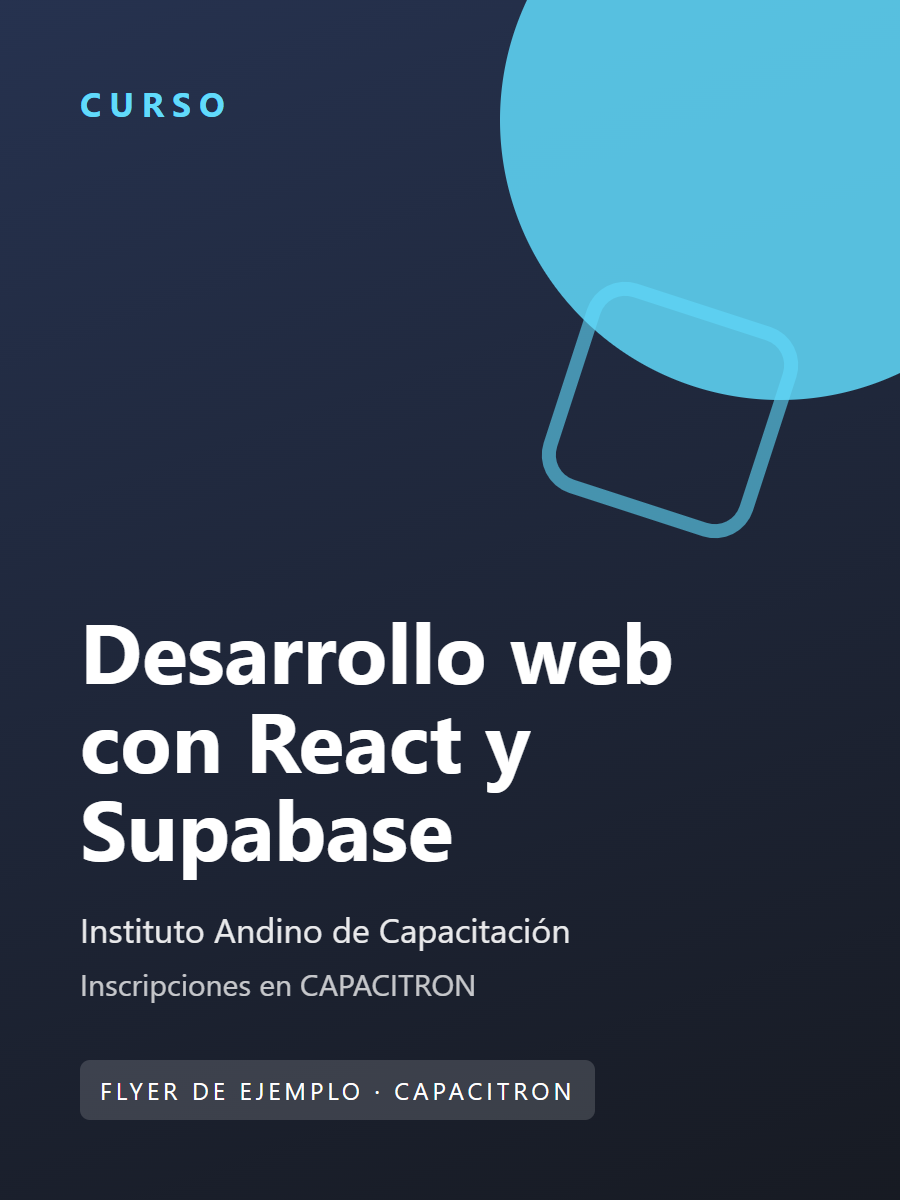 CURSO
Desarrollo web
con React y
Supabase
Instituto Andino de Capacitación
Inscripciones en CAPACITRON
FLYER DE EJEMPLO · CAPACITRON